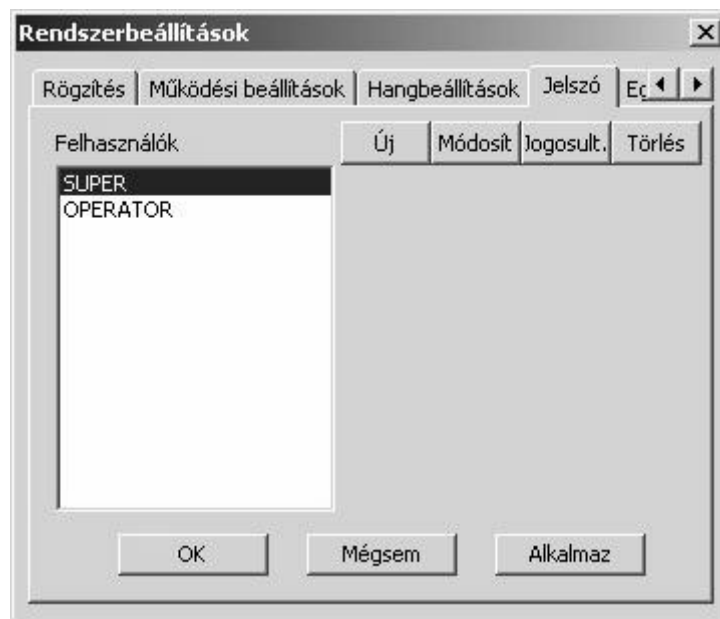 Rendszerbeállítások
Rögzítés Működési beállítások Hangbeállítások Jelszó
Felhasználók Új Módosít Jogosult. Törlés
SUPER
OPERATOR
OK Mégsem Alkalmaz